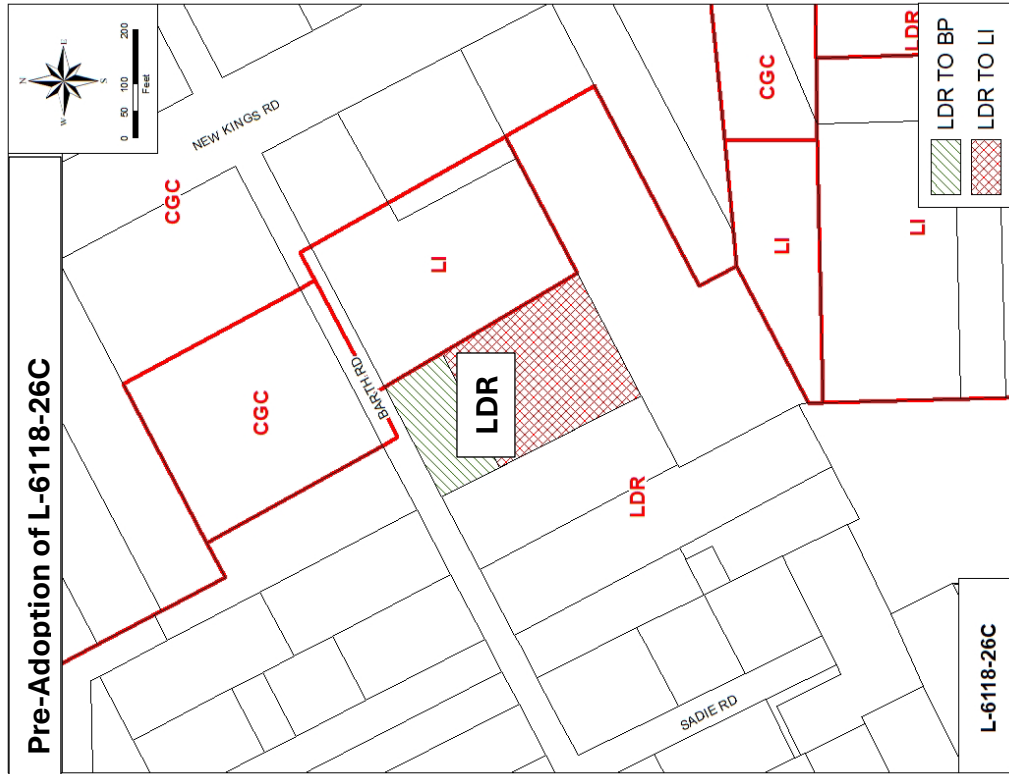 Pre-Adoption of L-6118-26C
N
W
E
S
0 50 100 200
Feet
NEW KINGS RD
CGC
CGC
BARTH RD
LI
LDR
LDR
CGC
LDR
LI
LI
SADIE RD
LDR TO BP
LDR TO LI
L-6118-26C